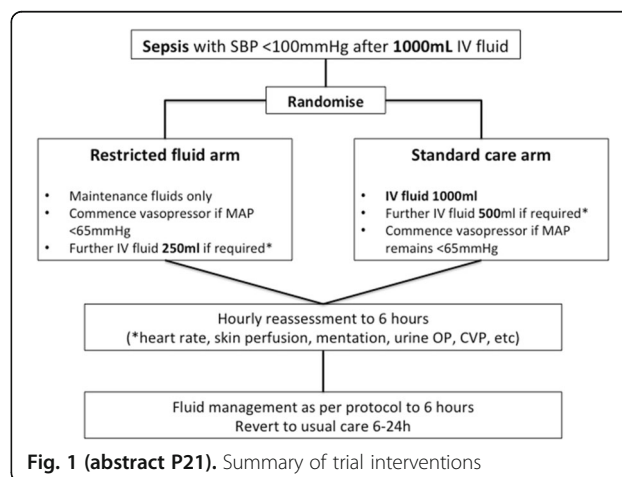 Sepsis with SBP <100mmHg after 1000mL IV fluid
Randomise
Restricted fluid arm
• Maintenance fluids only
• Commence vasopressor if MAP
<65mmHg
• Further IV fluid 250ml if required*
Standard care arm
• IV fluid 1000ml
• Further IV fluid 500ml if required*
• Commence vasopressor if MAP
remains <65mmHg
Hourly reassessment to 6 hours
(*heart rate, skin perfusion, mentation, urine OP, CVP, etc)
Fluid management as per protocol to 6 hours
Revert to usual care 6-24h
Fig. 1 (abstract P21). Summary of trial interventions